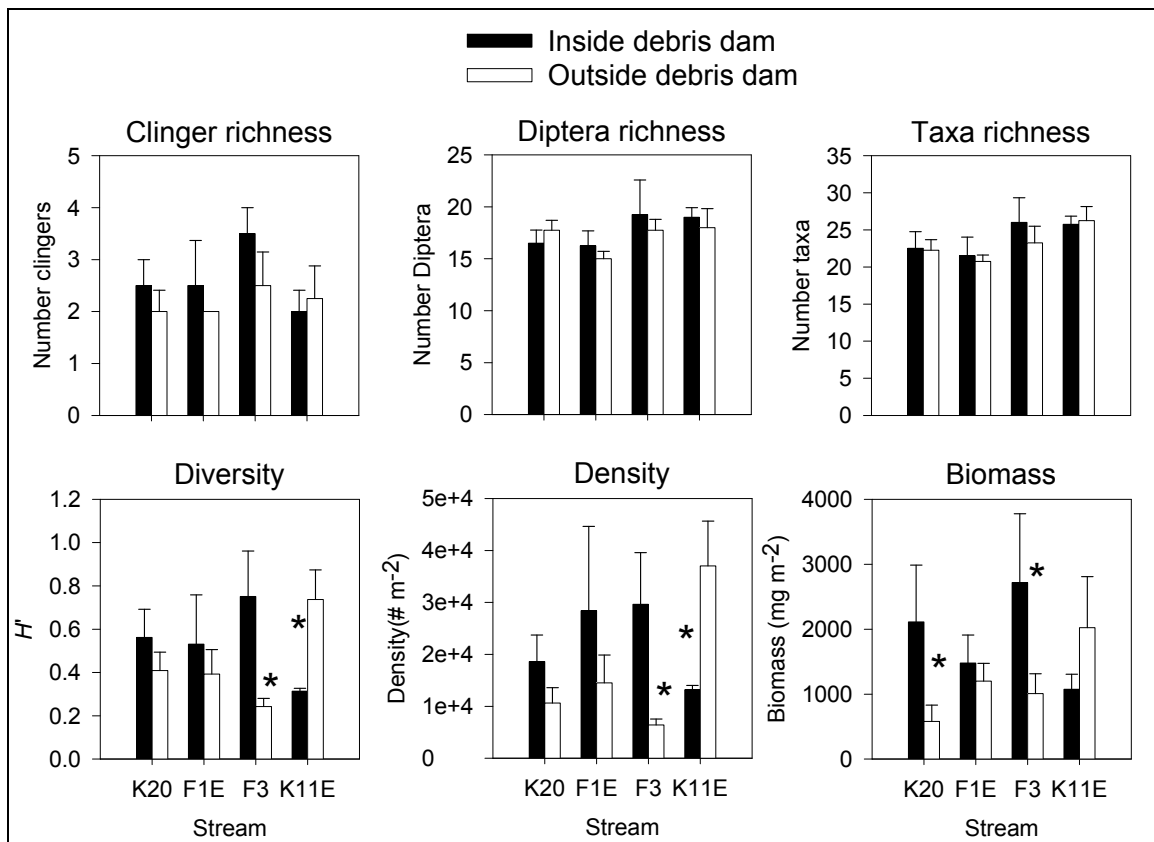 Inside debris dam
Outside debris dam
Clinger richness
Number clingers
5
4
3
2
1
0
Diptera richness
Number Diptera
25
20
15
10
5
0
Taxa richness
Number taxa
35
30
25
20
15
10
5
0
Diversity
H'
1.2
1.0
0.8
0.6
0.4
0.2
0.0
*
*
K20 F1E F3 K11E
Stream
Density
Density(# m-2)
5e+4
4e+4
3e+4
2e+4
1e+4
0
*
*
K20 F1E F3 K11E
Stream
Biomass
Biomass (mg m-2)
4000
3000
2000
1000
0
*
*
K20 F1E F3 K11E
Stream